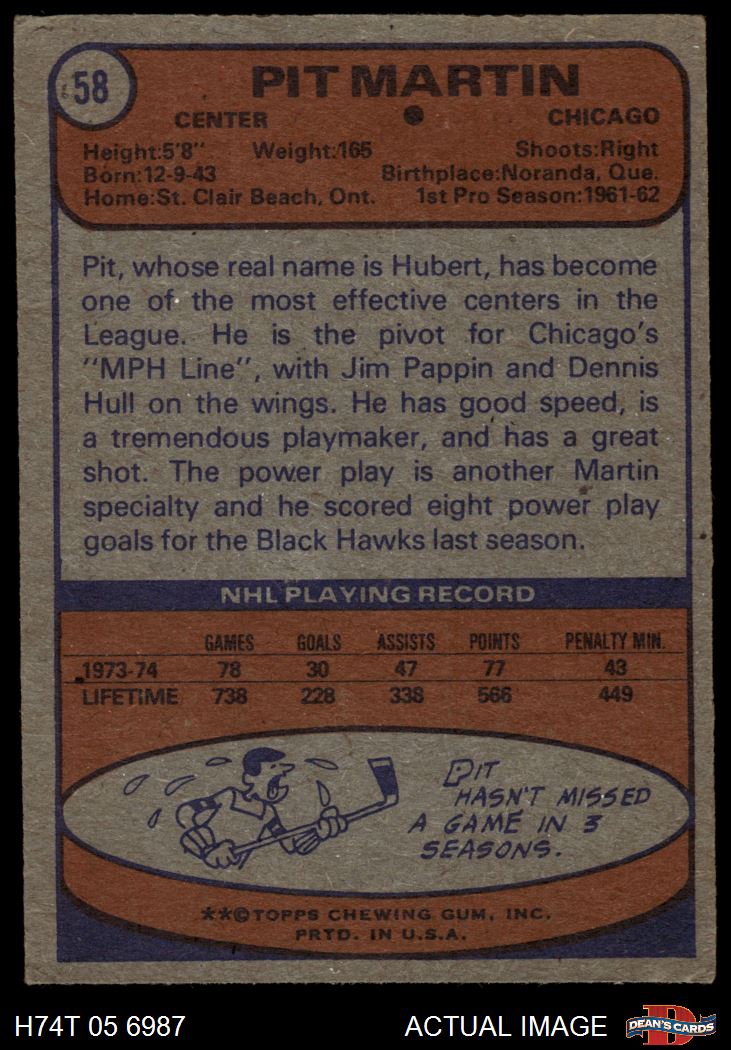 58
PIT MARTIN
CENTER • CHICAGO
Height:5'8" Weight:165 Shoots:Right
Born:12-9-43 Birthplace:Noranda, Que.
Home:St. Clair Beach, Ont. 1st Pro Season:1961-62
Pit, whose real name is Hubert, has become
one of the most effective centers in the
League. He is the pivot for Chicago's
"MPH Line", with Jim Pappin and Dennis
Hull on the wings. He has good speed, is
a tremendous playmaker, and has a great
shot. The power play is another Martin
specialty and he scored eight power play
goals for the Black Hawks last season.
NHL PLAYING RECORD
GAMES GOALS ASSISTS POINTS PENALTY MIN.
1973-74 78 30 47 77 43
LIFETIME 738 228 338 566 449
PIT
HASN'T MISSED
A GAME IN 3
SEASONS.
**©TOPPS CHEWING GUM, INC.
PRTD. IN U.S.A.
H74T 05 6987 ACTUAL IMAGE
D
DEAN'S CARDS